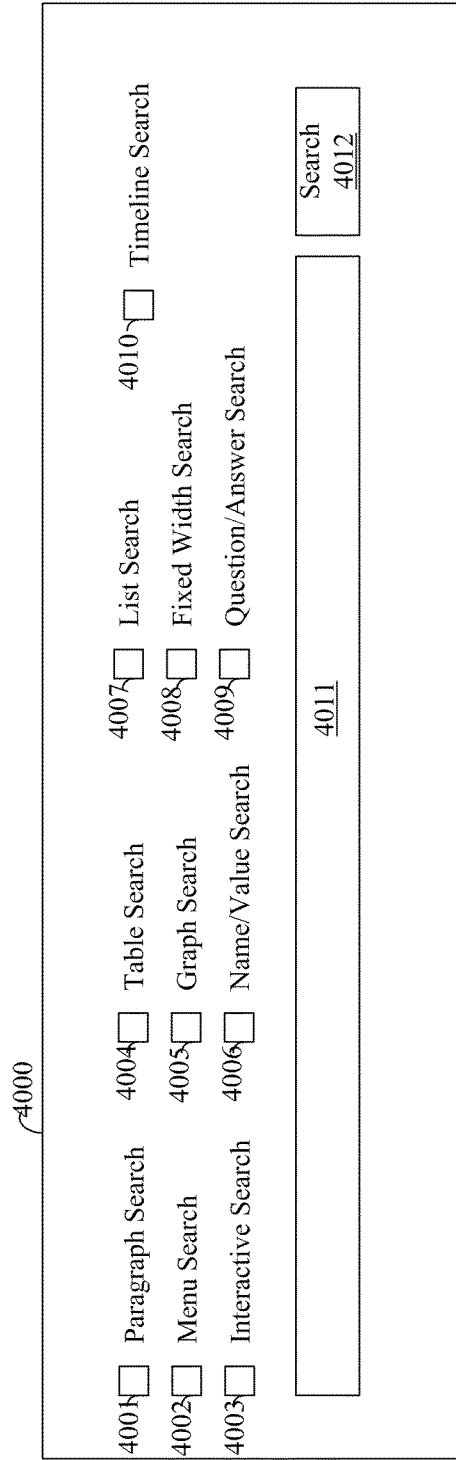 4000
4001 Paragraph Search
4002 Menu Search
4003 Interactive Search
4004 Table Search
4005 Graph Search
4006 Name/Value Search
4007 List Search
4008 Fixed Width Search
4009 Question/Answer Search
4010 Timeline Search
4011
Search
4012